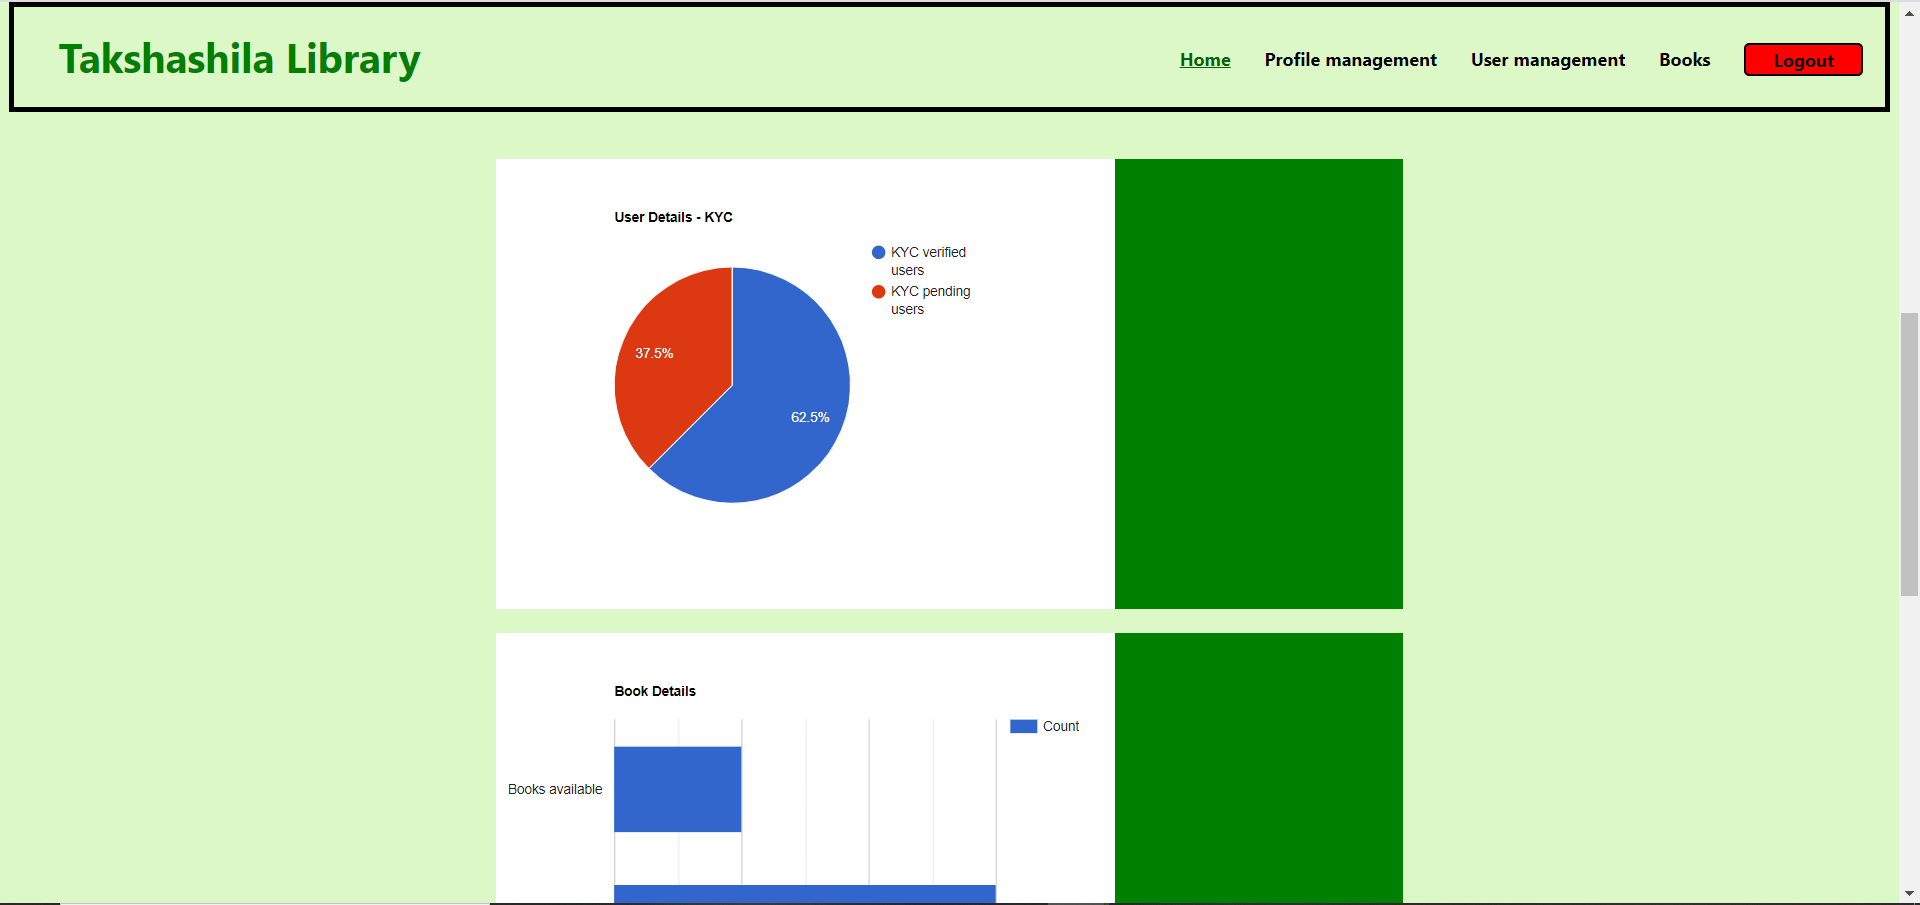 Takshashila Library
Home Profile management User management Books Logout
User Details - KYC
KYC verified
users
KYC pending
users
37.5%
62.5%
Book Details
Count
Books available